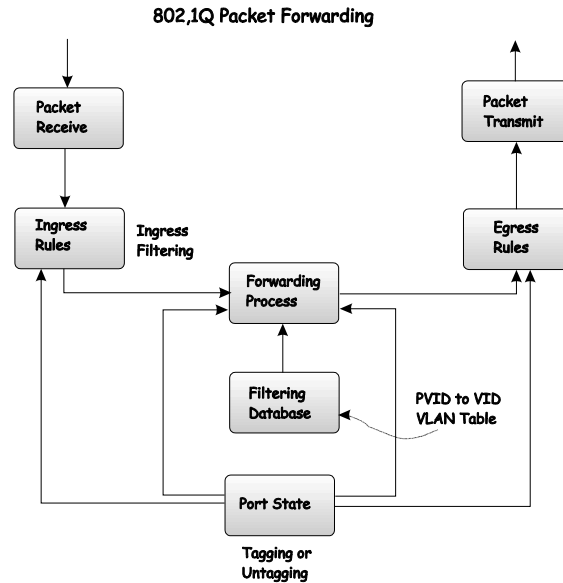 802,1Q Packet Forwarding
Packet
Receive
Packet
Transmit
Ingress
Rules
Ingress
Filtering
Egress
Rules
Forwarding
Process
Filtering
Database
PVID to VID
VLAN Table
Port State
Tagging or
Untagging